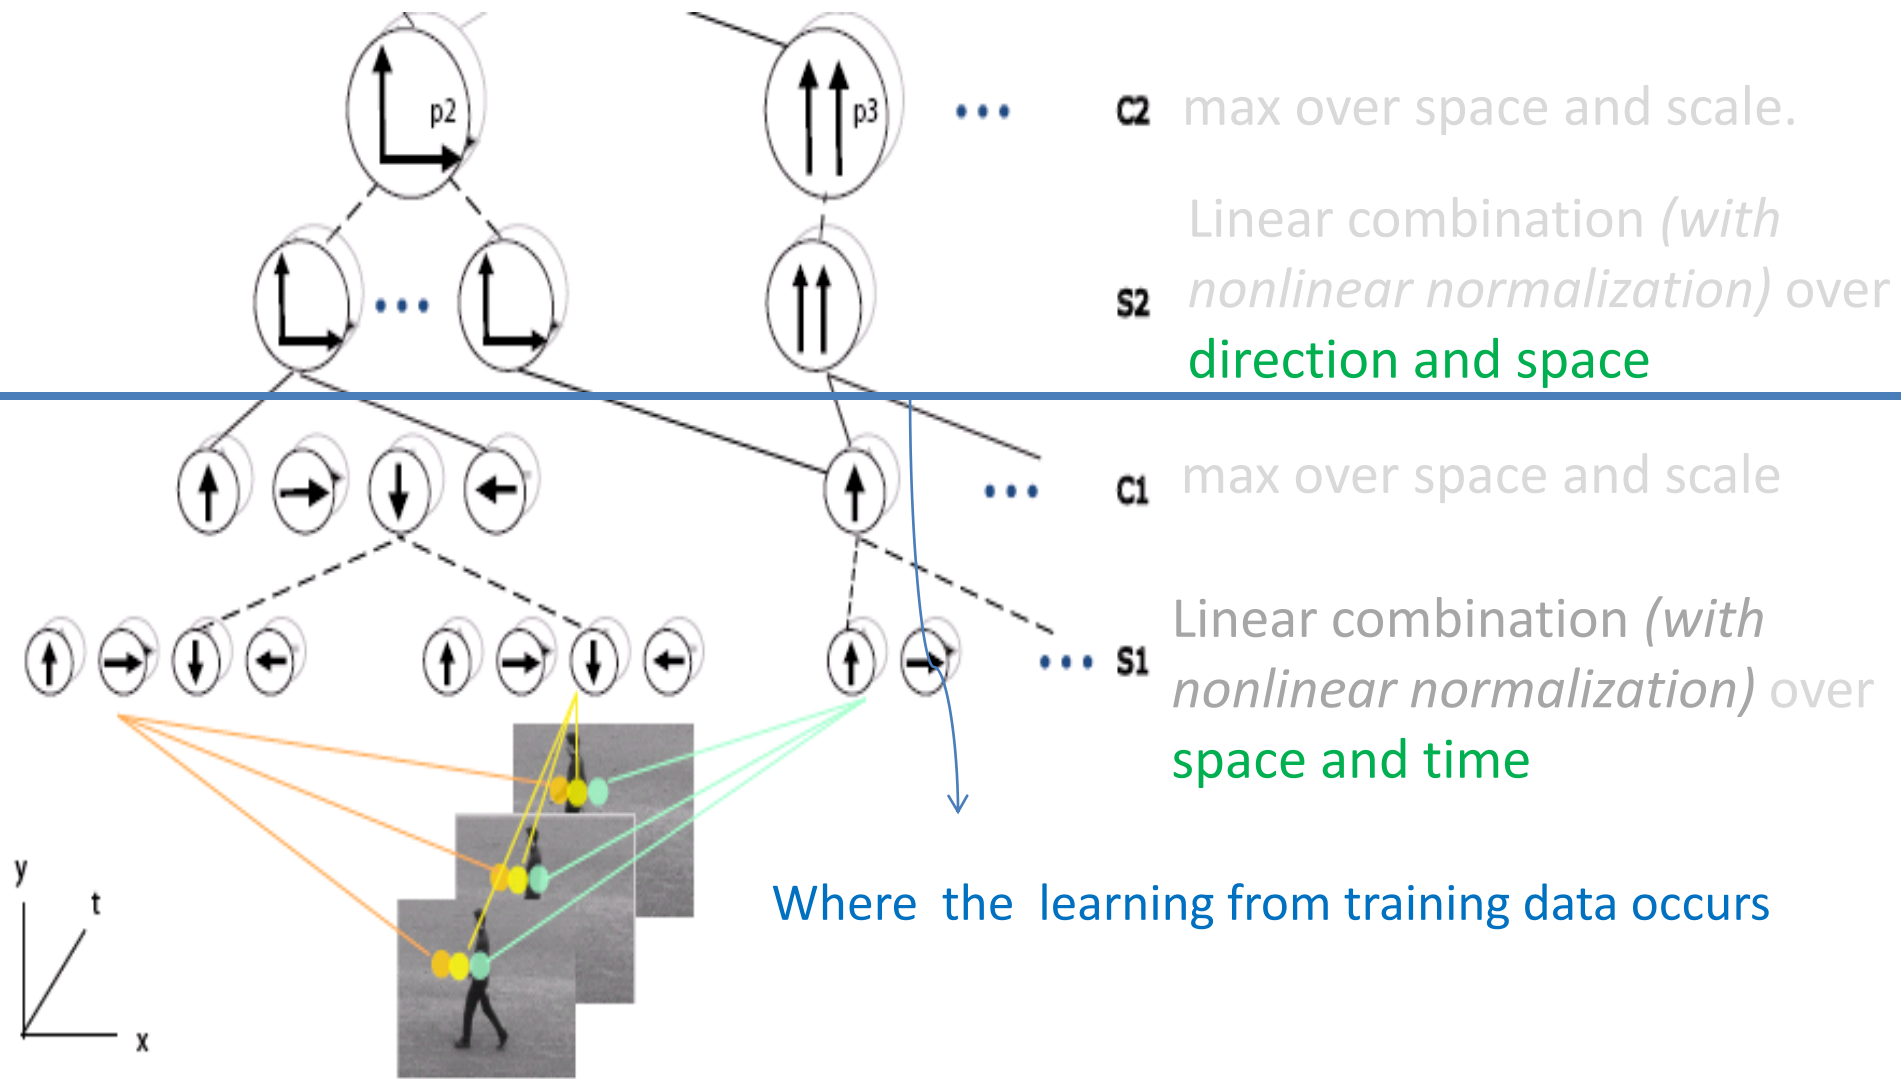 p2
p3
C2 max over space and scale.
Linear combination (with
S2 nonlinear normalization) over
direction and space
C1 max over space and scale
Linear combination (with
S1 nonlinear normalization) over
space and time
Where the learning from training data occurs
y
t
x